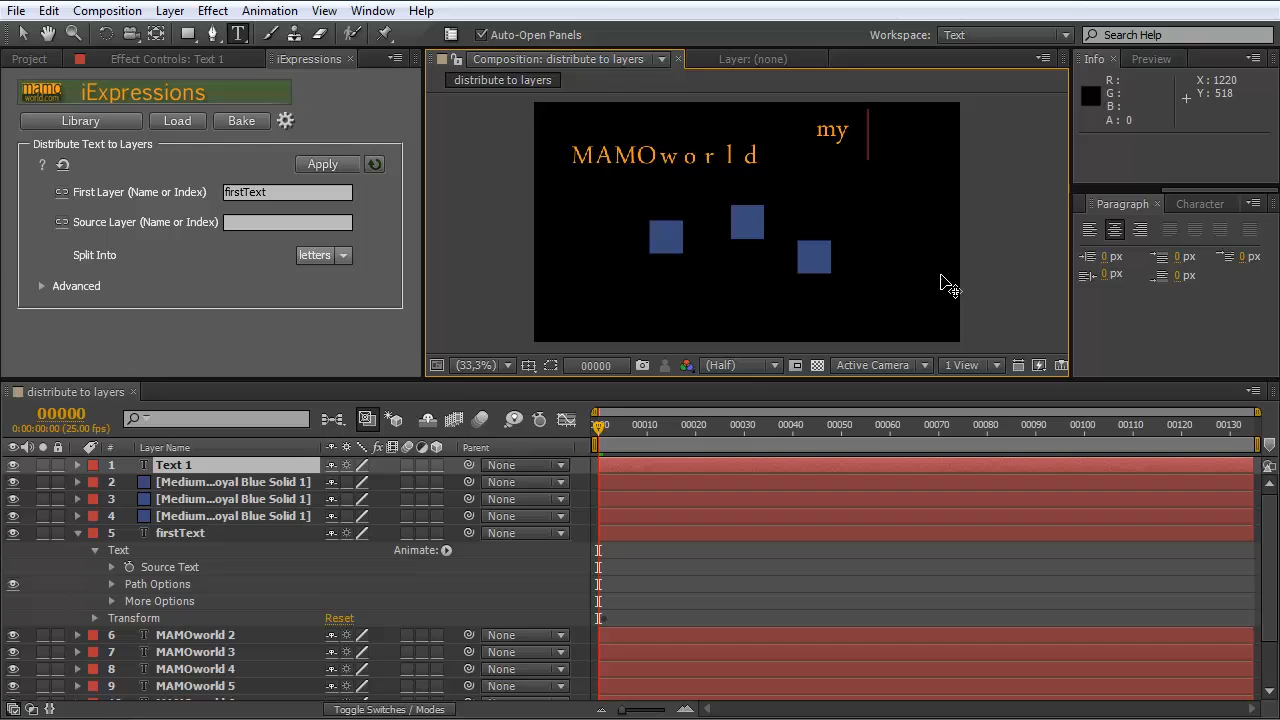 File Edit Composition Layer Effect Animation View Window Help
T Auto-Open Panels Workspace: Text Search Help
Project Effect Controls: Text 1 iExpressions
mamo world.com iExpressions
Library Load Bake
Distribute Text to Layers
? Apply
First Layer (Name or Index) firstText
Source Layer (Name or Index)
Split Into letters
Advanced
Composition: distribute to layers Layer: (none)
distribute to layers
my
MAMOworld
(33,3%) 00000 (Half) Active Camera 1 View
Info Preview
R: X: 1220
G: Y: 518
B:
A: 0
Paragraph Character
0 px 0 px 0 px
0 px 0 px
distribute to layers
00000
0:00:00:00 (25.00 fps)
00010 00020 00030 00040 00050 00060 00070 00080 00090 00100 00110 00120 00130
# Layer Name fx Parent
1 T Text 1 None
2 [Medium...oyal Blue Solid 1] None
3 [Medium...oyal Blue Solid 1] None
4 [Medium...oyal Blue Solid 1] None
5 T firstText None
Text Animate:
Source Text
Path Options
More Options
Transform Reset
6 T MAMOworld 2 None
7 T MAMOworld 3 None
8 T MAMOworld 4 None
9 T MAMOworld 5 None
Toggle Switches / Modes